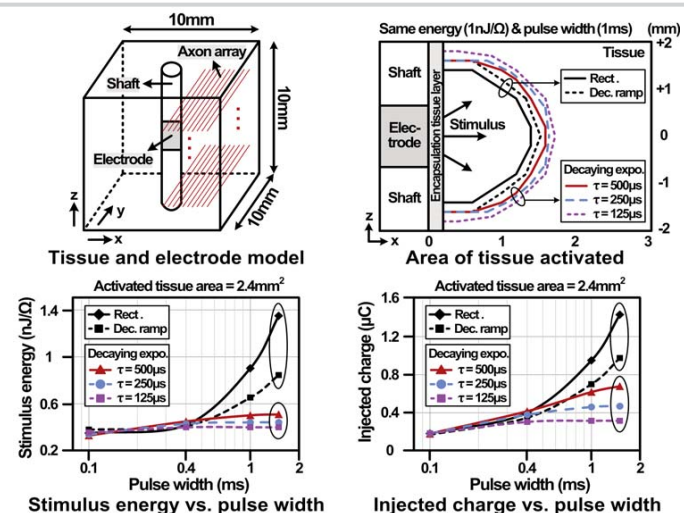 10mm
Axon array
Shaft
10mm
Electrode
10mm
z
y
x
Tissue and electrode model
Same energy (1nJ/Ω) & pulse width (1ms) (mm)
Tissue
+2
Shaft
Rect.
Dec. ramp
+1
Encapsulation tissue layer
Elec-
trode
Stimulus
0
Decaying expo.
τ = 500µs
τ = 250µs
τ = 125µs
-1
Shaft
-2
z
x
0
1
2
3
Area of tissue activated
Activated tissue area = 2.4mm²
Stimulus energy (nJ/Ω)
1.4
1
0.6
0.2
Rect.
Dec. ramp
Decaying expo.
τ = 500µs
τ = 250µs
τ = 125µs
0.1
0.4
1
2
Pulse width (ms)
Stimulus energy vs. pulse width
Activated tissue area = 2.4mm²
Injected charge (µC)
1.6
1.2
0.8
0.4
0
Rect.
Dec. ramp
Decaying expo.
τ = 500µs
τ = 250µs
τ = 125µs
0.1
0.4
1
2
Pulse width (ms)
Injected charge vs. pulse width